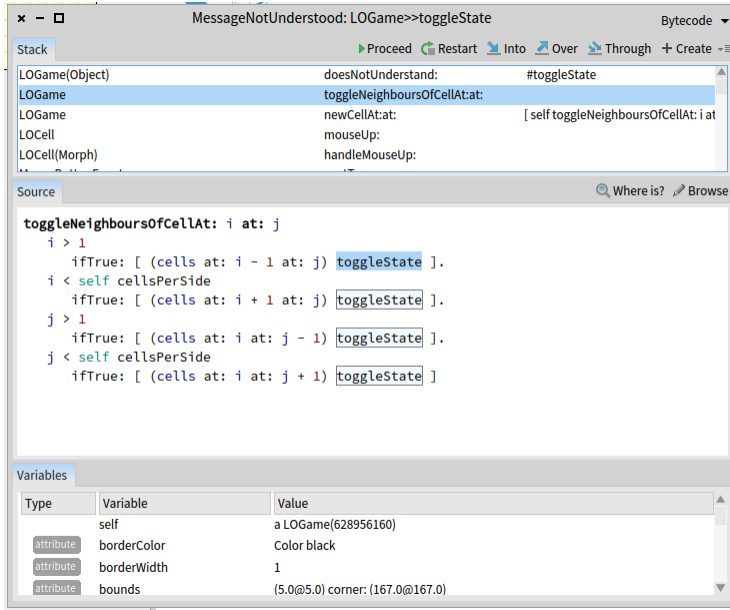 MessageNotUnderstood: LOGame>>toggleState
Bytecode
Stack
Proceed Restart Into Over Through Create
LOGame(Object) doesNotUnderstand: #toggleState
LOGame toggleNeighboursOfCellAt:at:
LOGame newCellAt:at: [ self toggleNeighboursOfCellAt: i at
LOCell mouseUp:
LOCell(Morph) handleMouseUp:
Source
Where is? Browse
toggleNeighboursOfCellAt: i at: j
i > 1
ifTrue: [ (cells at: i - 1 at: j) toggleState ].
i < self cellsPerSide
ifTrue: [ (cells at: i + 1 at: j) toggleState ].
j > 1
ifTrue: [ (cells at: i at: j - 1) toggleState ].
j < self cellsPerSide
ifTrue: [ (cells at: i at: j + 1) toggleState ]
Variables
Type Variable Value
self a LOGame(628956160)
attribute borderColor Color black
attribute borderWidth 1
attribute bounds (5.0@5.0) corner: (167.0@167.0)